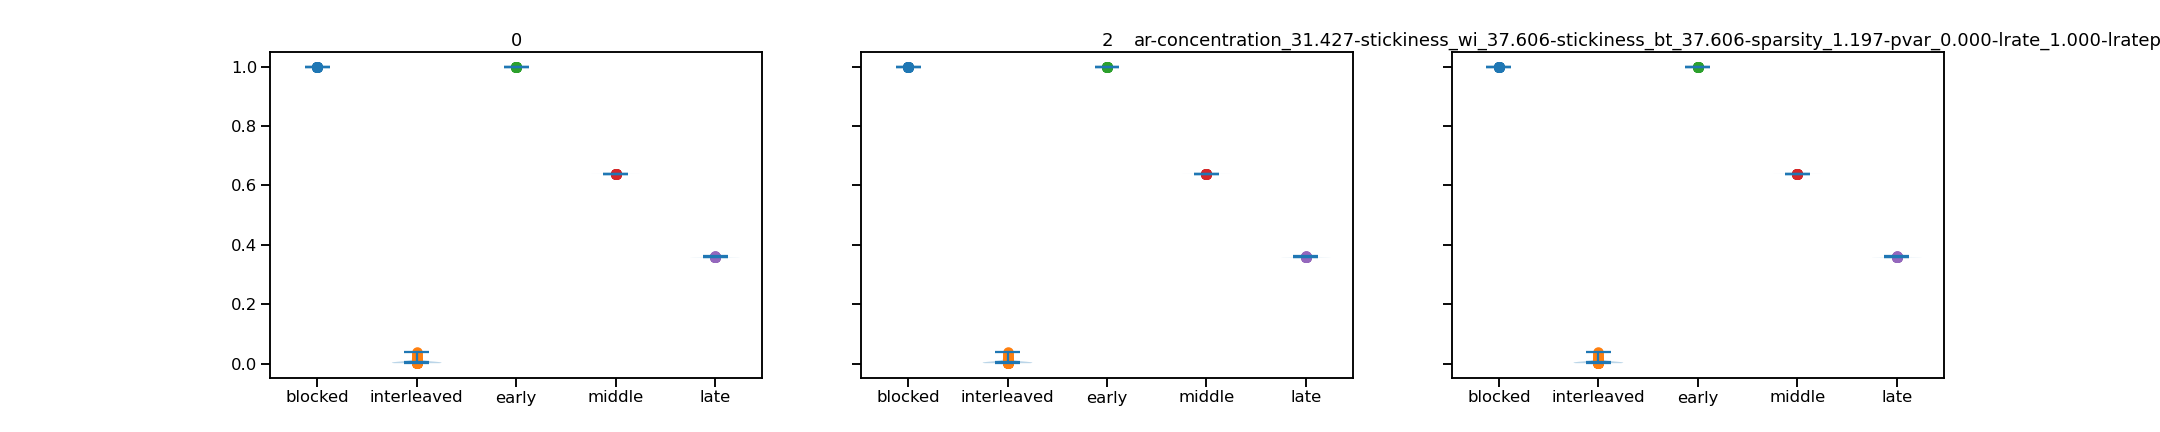 0
2 ar-concentration_31.427-stickiness_wi_37.606-stickiness_bt_37.606-sparsity_1.197-pvar_0.000-lrate_1.000-lratep
1.0
0.8
0.6
0.4
0.2
0.0
blocked interleaved early middle late
blocked interleaved early middle late
blocked interleaved early middle late